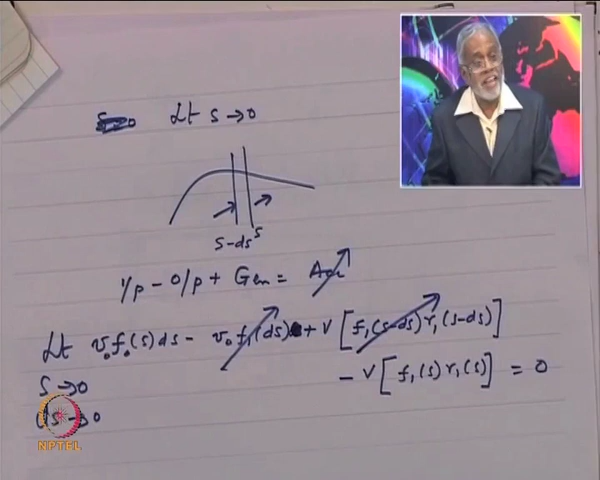 Lt s→0
s-ds s
i/p - o/p + Gen = Acc
Lt v₀f₀(s)ds - v₀f₁(ds) + V[f₁(s-ds)r₁(s-ds)]
s→0 - V[f₁(s)r₁(s)] = 0
ds→0
NPTEL